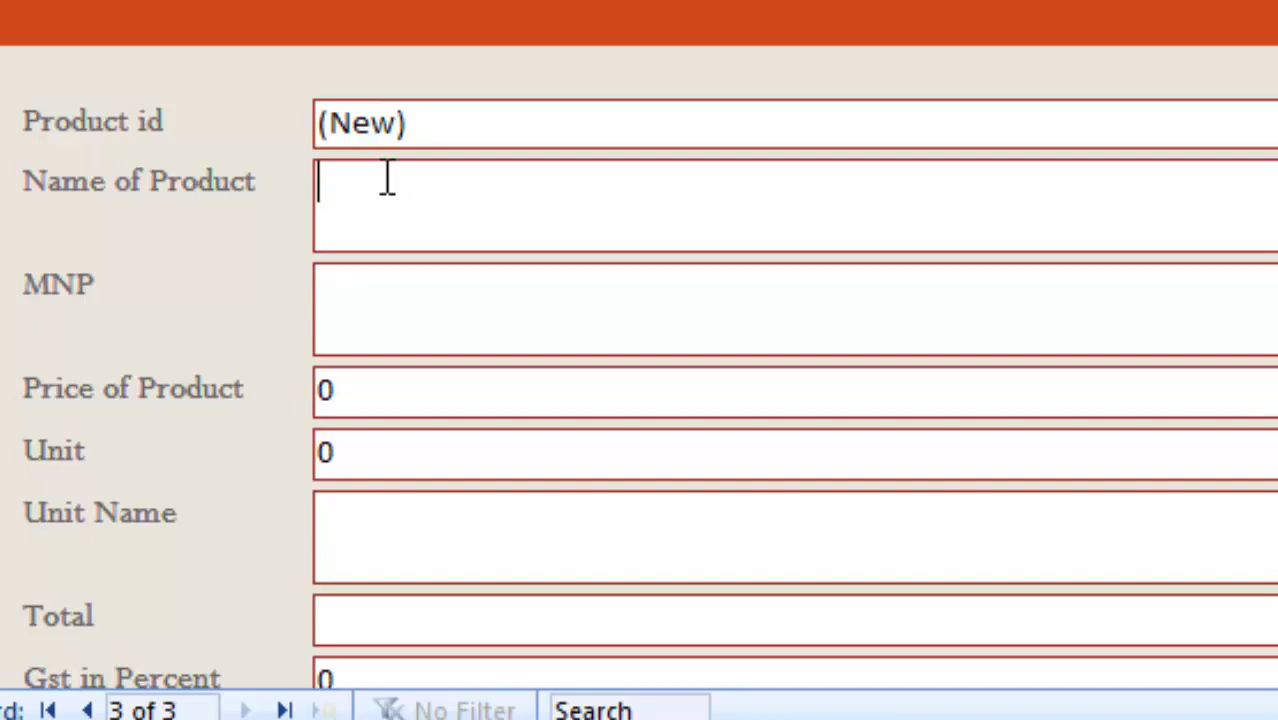 Product id (New)
Name of Product
MNP
Price of Product 0
Unit 0
Unit Name
Total
Gst in Percent 0
rd: 3 of 3 No Filter Search